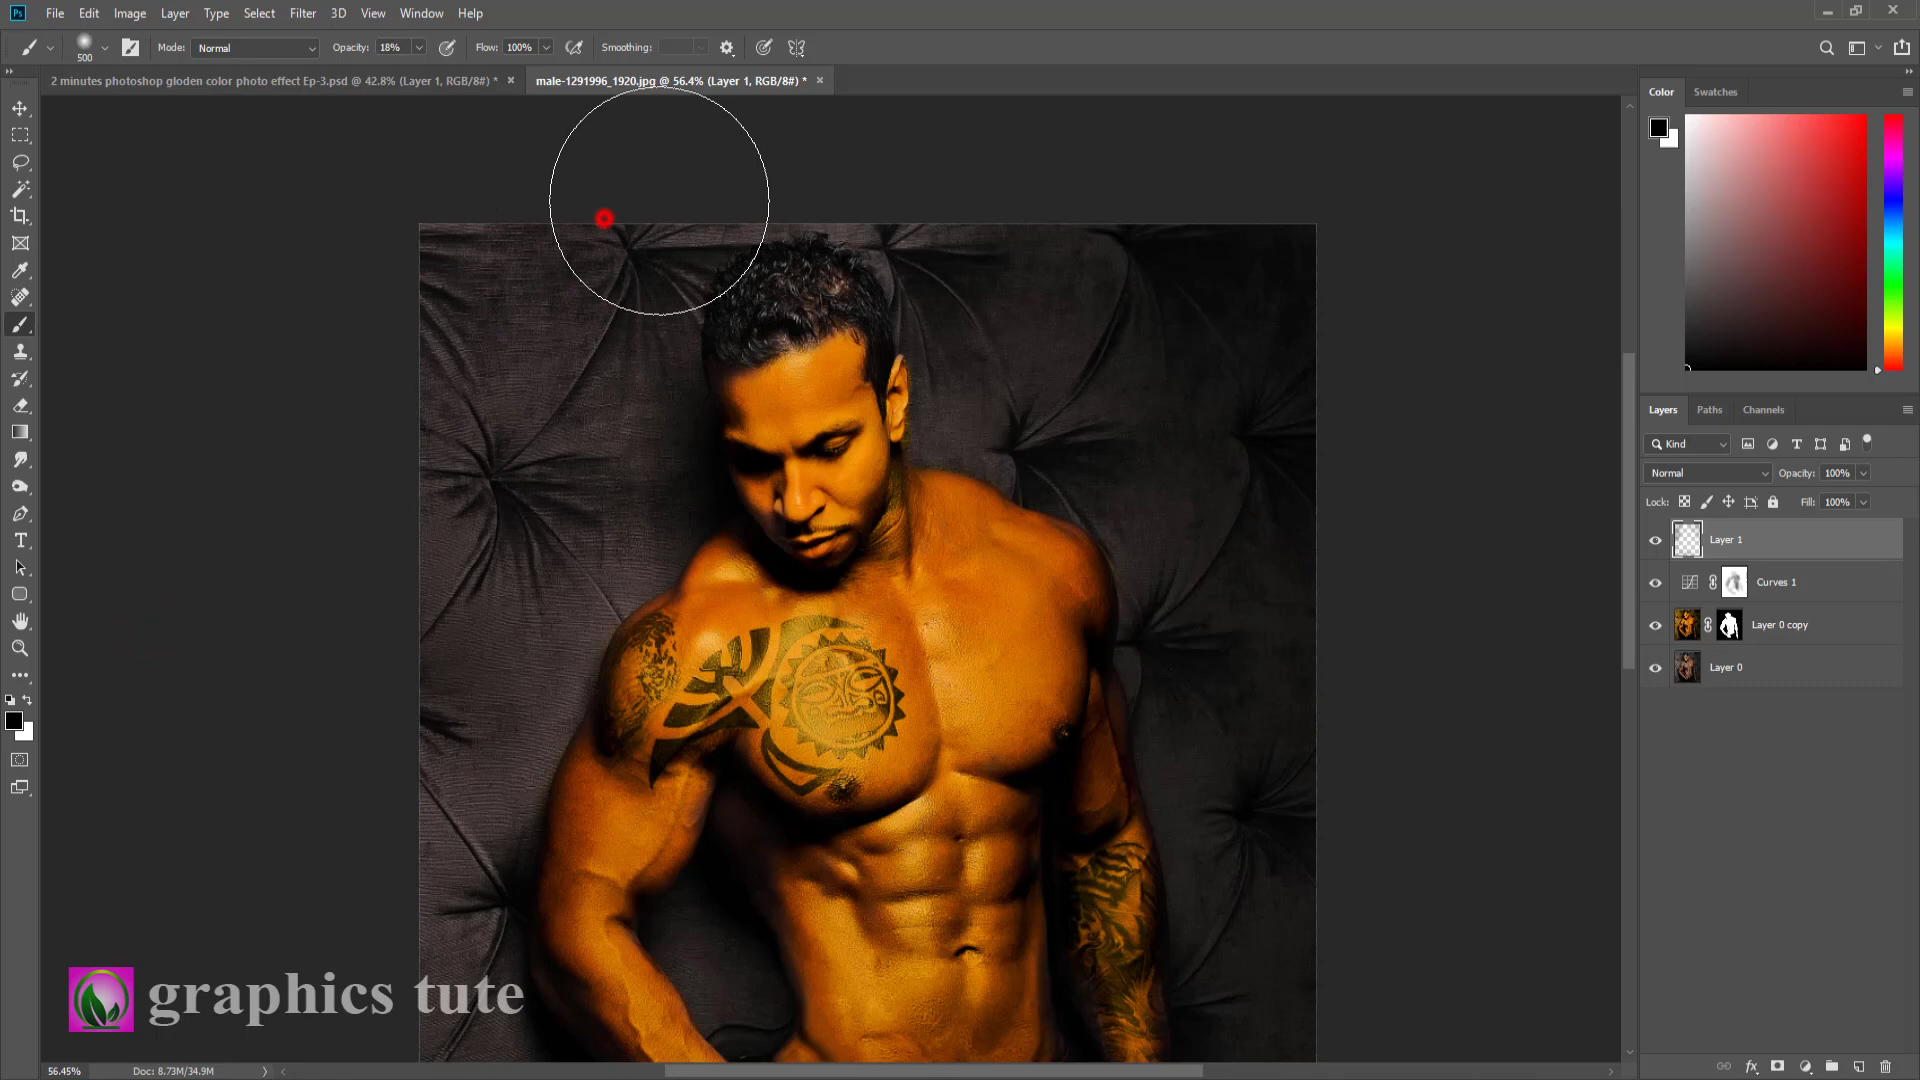 Ps File Edit Image Layer Type Select Filter 3D View Window Help
500 Mode: Normal Opacity: 18% Flow: 100% Smoothing:
2 minutes photoshop gloden color photo effect Ep-3.psd @ 42.8% (Layer 1, RGB/8#) * male-1291996_1920.jpg @ 56.4% (Layer 1, RGB/8#) *
Color Swatches
Layers Paths Channels
Kind
Normal Opacity: 100%
Lock: Fill: 100%
Layer 1
Curves 1
Layer 0 copy
Layer 0
graphics tute
56.45% Doc: 8.73M/34.9M